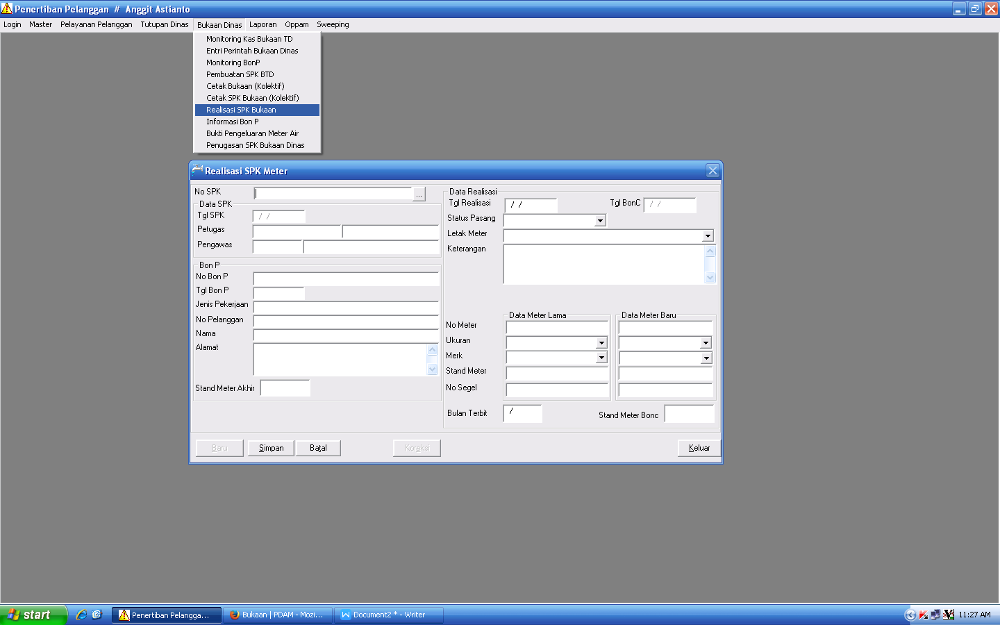 Penertiban Pelanggan  #  Anggit Astianto
Login Master Pelayanan Pelanggan Tutupan Dinas Bukaan Dinas Laporan Oppam Sweeping
Monitoring Kas Bukaan TD
Entri Perintah Bukaan Dinas
Monitoring BonP
Pembuatan SPK BTD
Cetak Bukaan (Kolektif)
Cetak SPK Bukaan (Kolektif)
Realisasi SPK Bukaan
Informasi Bon P
Bukti Pengeluaran Meter Air
Penugasan SPK Bukaan Dinas
Realisasi SPK Meter
No SPK ...
Data SPK
Tgl SPK / /
Petugas
Pengawas
Bon P
No Bon P
Tgl Bon P
Jenis Pekerjaan
No Pelanggan
Nama
Alamat
Stand Meter Akhir
Data Realisasi
Tgl Realisasi / / Tgl BonC / /
Status Pasang
Letak Meter
Keterangan
Data Meter Lama Data Meter Baru
No Meter
Ukuran
Merk
Stand Meter
No Segel
Bulan Terbit / Stand Meter Bonc
Baru Simpan Batal Koreksi Keluar
start Penertiban Pelangga... Bukaan | PDAM - Mozi... Document2 * - Writer 11:27 AM